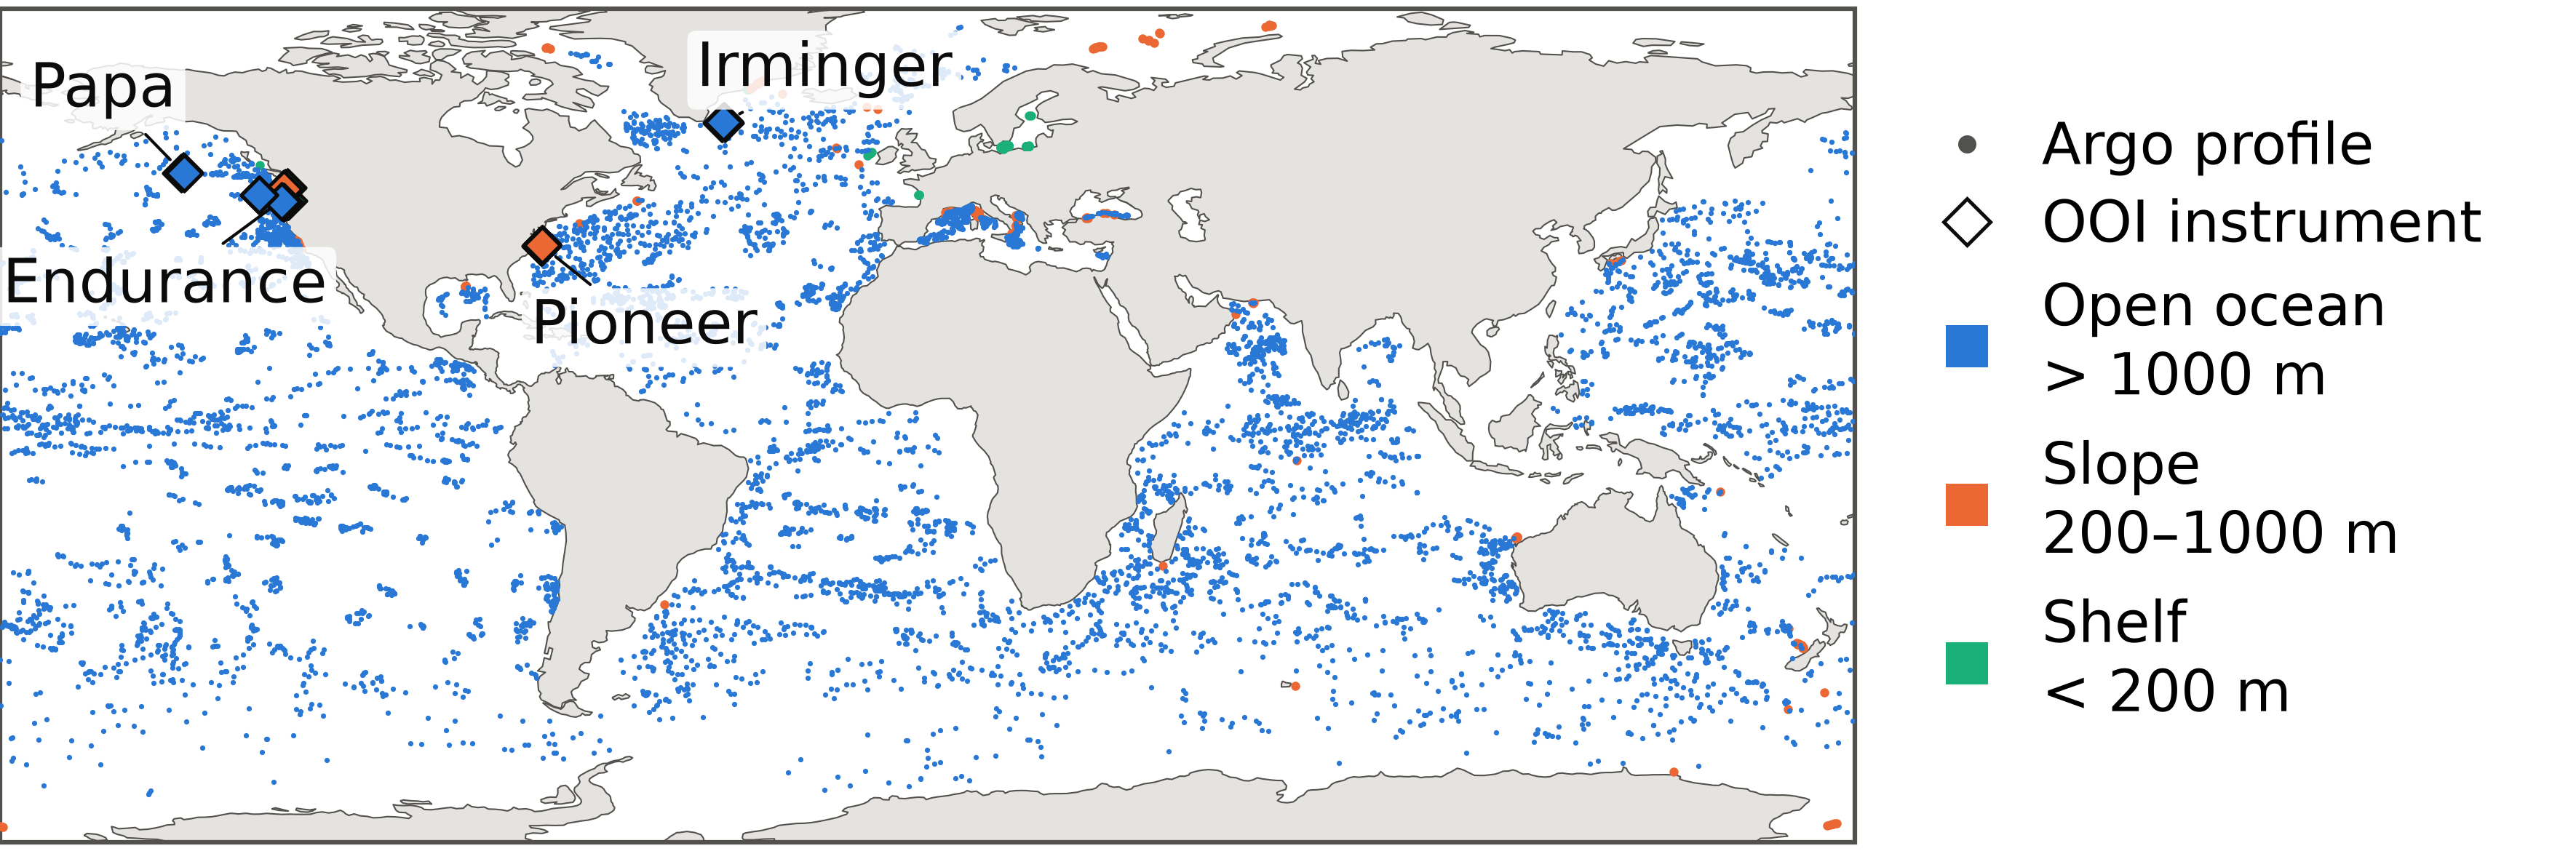 Papa
Irminger
Endurance
Pioneer
Argo profile
OOI instrument
Open ocean
> 1000 m
Slope
200–1000 m
Shelf
< 200 m